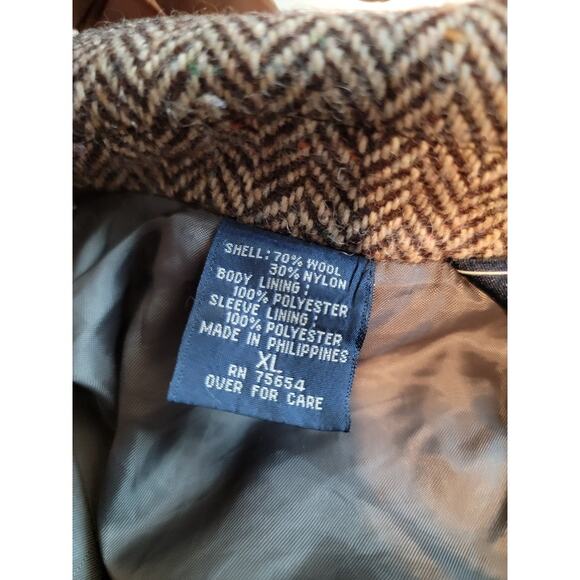 SHELL: 70% WOOL
30% NYLON
BODY LINING:
100% POLYESTER
SLEEVE LINING:
100% POLYESTER
MADE IN PHILIPPINES
XL
RN 75654
OVER FOR CARE